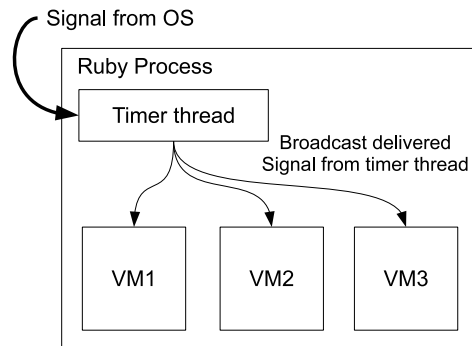 Signal from OS
Ruby Process
Timer thread
Broadcast delivered
Signal from timer thread
VM1
VM2
VM3